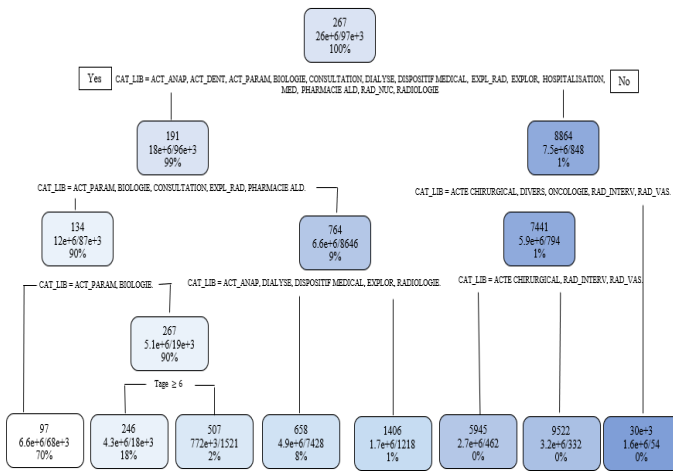 267
26e+6/97e+3
100%
Yes
CAT_LIB = ACT_ANAP, ACT_DENT, ACT_PARAM, BIOLOGIE, CONSULTATION, DIALYSE, DISPOSITIF MEDICAL, EXPL_RAD, EXPLOR, HOSPITALISATION,
MED, PHARMACIE ALD, RAD_NUC, RADIOLOGIE
No
191
18e+6/96e+3
99%
8864
7.5e+6/848
1%
CAT_LIB = ACT_PARAM, BIOLOGIE, CONSULTATION, EXPL_RAD, PHARMACIE ALD.
CAT_LIB = ACTE CHIRURGICAL, DIVERS, ONCOLOGIE, RAD_INTERV, RAD_VAS.
134
12e+6/87e+3
90%
764
6.6e+6/8646
9%
7441
5.9e+6/794
1%
CAT_LIB = ACT_PARAM, BIOLOGIE.
CAT_LIB = ACT_ANAP, DIALYSE, DISPOSITIF MEDICAL, EXPLOR, RADIOLOGIE.
CAT_LIB = ACTE CHIRURGICAL, RAD_INTERV, RAD_VAS.
267
5.1e+6/19e+3
90%
Tage ≥ 6
97
6.6e+6/68e+3
70%
246
4.3e+6/18e+3
18%
507
772e+3/1521
2%
658
4.9e+6/7428
8%
1406
1.7e+6/1218
1%
5945
2.7e+6/462
0%
9522
3.2e+6/332
0%
30e+3
1.6e+6/54
0%